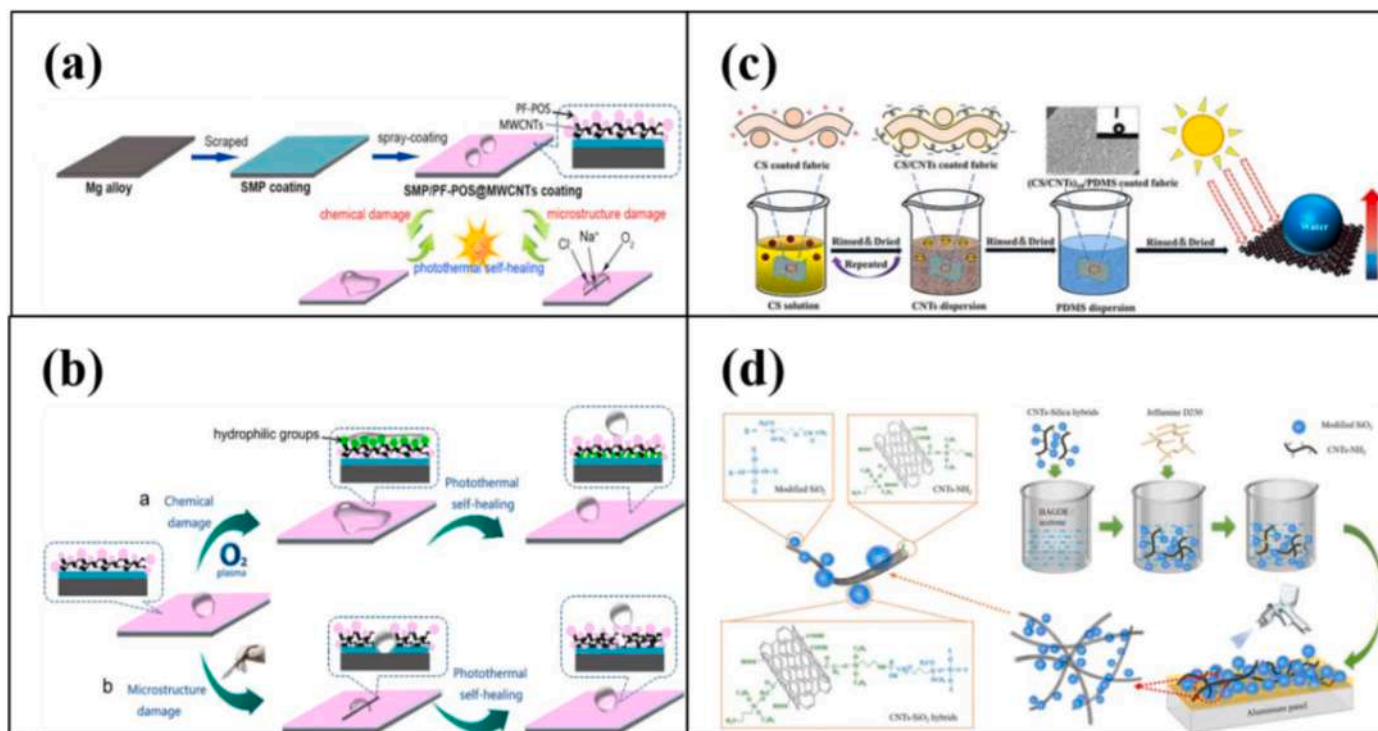 (a)
PF-POS
MWCNTs
Scraped
spray-coating
Mg alloy
SMP coating
SMP/PF-POS@MWCNTs coating
chemical damage
microstructure damage
Cl⁻
Na⁺
O₂
photothermal self-healing
(c)
CS coated fabric
CS/CNTs coated fabric
/PDMS coated fabric
Water
Rinsed& Dried
Repeated
Rinsed& Dried
Rinsed& Dried
CS solution
CNTs dispersion
PDMS dispersion
(b)
hydrophilic groups
a
Chemical
damage
O₂
plasma
Photothermal
self-healing
b
Microstructure
damage
Photothermal
self-healing
(d)
CNTs-Silica hybrids
Jeffamine D230
Modified SiO₂
CNTs-NH₂
Modified SiO₂
CNTs-NH₂
acetone
CNTs-SiO₂ hybrids
Aluminum panel